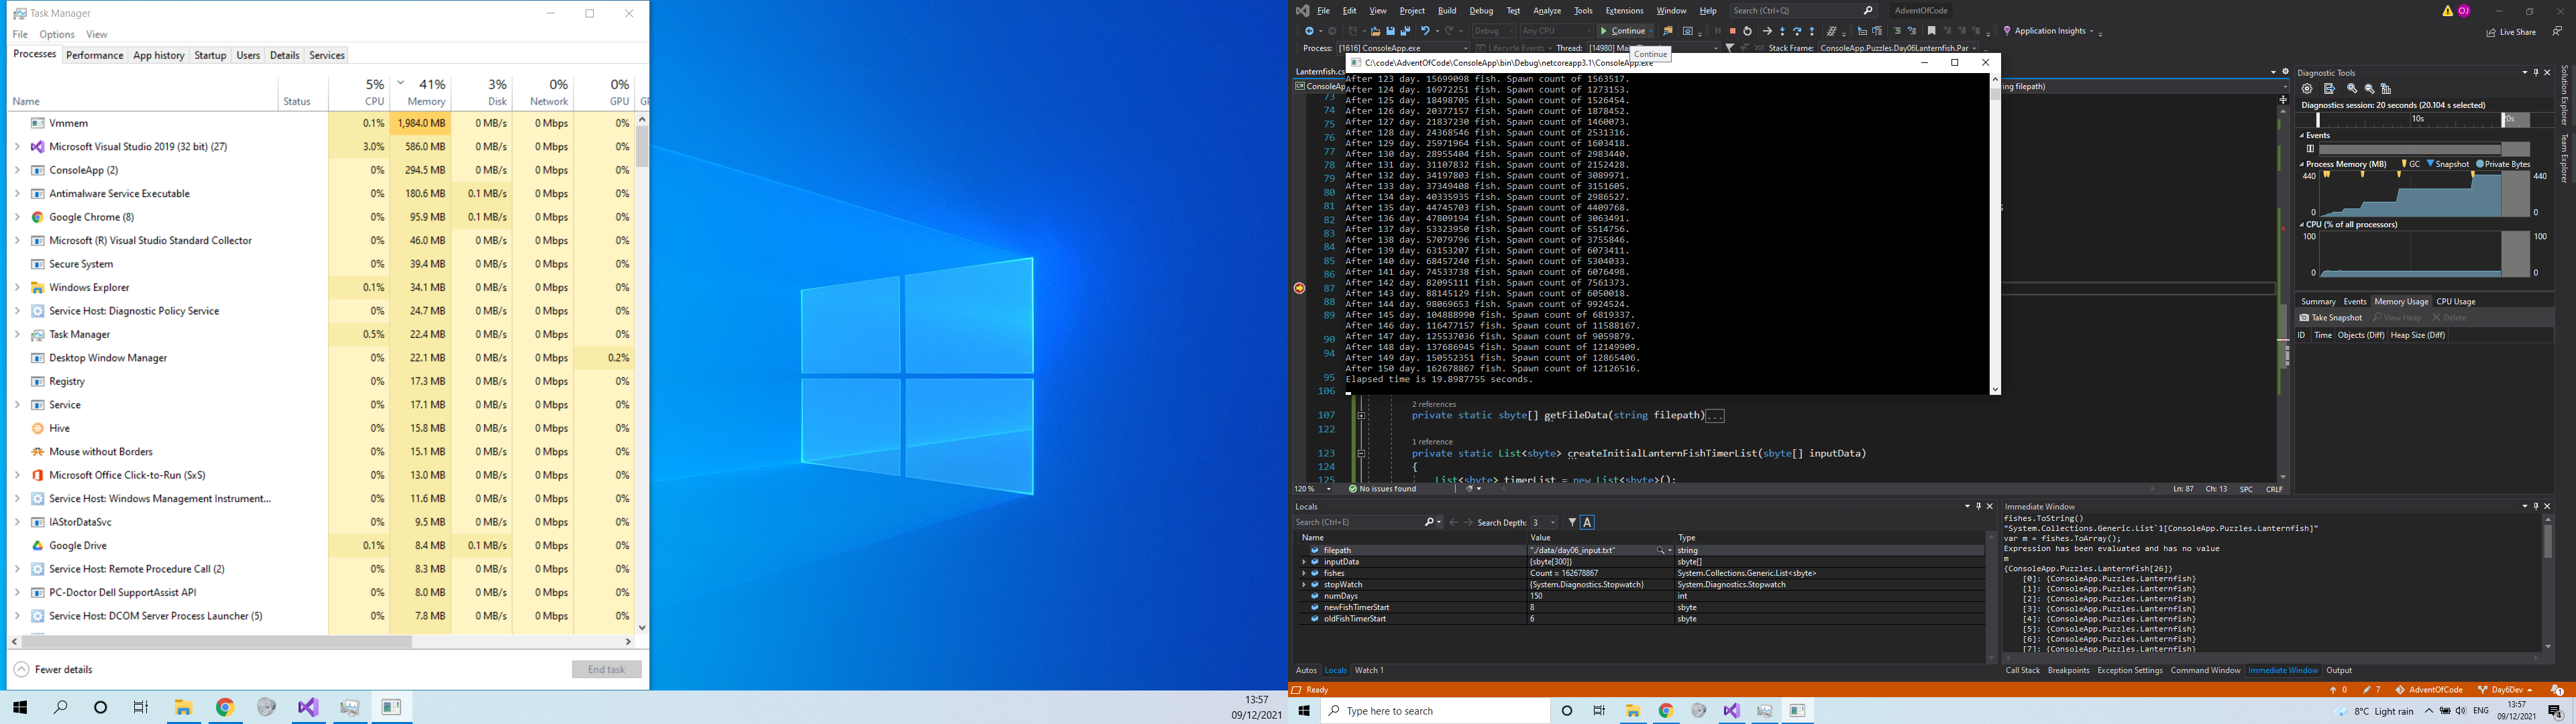 Task Manager
File Options View
Processes Performance App history Startup Users Details Services
5% 41% 3% 0% 0%
Name Status CPU Memory Disk Network GPU
Vmmem 0.1% 1,984.0 MB 0 MB/s 0 Mbps 0%
Microsoft Visual Studio 2019 (32 bit) (27) 3.0% 586.0 MB 0 MB/s 0 Mbps 0%
ConsoleApp (2) 0% 294.5 MB 0 MB/s 0 Mbps 0%
Antimalware Service Executable 0% 180.6 MB 0.1 MB/s 0 Mbps 0%
Google Chrome (8) 0% 95.9 MB 0.1 MB/s 0 Mbps 0%
Microsoft (R) Visual Studio Standard Collector 0% 46.0 MB 0 MB/s 0 Mbps 0%
Secure System 0% 39.4 MB 0 MB/s 0 Mbps 0%
Windows Explorer 0.1% 34.1 MB 0 MB/s 0 Mbps 0%
Service Host: Diagnostic Policy Service 0% 24.7 MB 0 MB/s 0 Mbps 0%
Task Manager 0.5% 22.4 MB 0 MB/s 0 Mbps 0%
Desktop Window Manager 0% 22.1 MB 0 MB/s 0 Mbps 0.2%
Registry 0% 17.3 MB 0 MB/s 0 Mbps 0%
Service 0% 17.1 MB 0 MB/s 0 Mbps 0%
Hive 0% 15.8 MB 0 MB/s 0 Mbps 0%
Mouse without Borders 0% 15.1 MB 0 MB/s 0 Mbps 0%
Microsoft Office Click-to-Run (SxS) 0% 13.0 MB 0 MB/s 0 Mbps 0%
Service Host: Windows Management Instrument... 0% 11.6 MB 0 MB/s 0 Mbps 0%
IAStorDataSvc 0% 9.5 MB 0 MB/s 0 Mbps 0%
Google Drive 0.1% 8.4 MB 0.1 MB/s 0 Mbps 0%
Service Host: Remote Procedure Call (2) 0% 8.3 MB 0 MB/s 0 Mbps 0%
PC-Doctor Dell SupportAssist API 0% 8.0 MB 0 MB/s 0 Mbps 0%
Service Host: DCOM Server Process Launcher (5) 0% 7.8 MB 0 MB/s 0 Mbps 0%
Fewer details End task
13:57
09/12/2021
File Edit View Project Build Debug Test Analyze Tools Extensions Window Help Search (Ctrl+Q) AdventOfCode OJ
Debug Any CPU Continue Application Insights Live Share
Process: [1616] ConsoleApp.exe Lifecycle Events Thread: [14980] Mai Stack Frame: ConsoleApp.Puzzles.Day06Lanternfish.Par
Continue
Lanternfish.cs
ConsoleAp
ing filepath)
C:\code\AdventOfCode\ConsoleApp\bin\Debug\netcoreapp3.1\ConsoleApp.exe
After 123 day. 15699098 fish. Spawn count of 1563517.
After 124 day. 16972251 fish. Spawn count of 1273153.
After 125 day. 18498705 fish. Spawn count of 1526454.
After 126 day. 20377157 fish. Spawn count of 1878452.
After 127 day. 21837230 fish. Spawn count of 1460073.
After 128 day. 24368546 fish. Spawn count of 2531316.
After 129 day. 25971964 fish. Spawn count of 1603418.
After 130 day. 28955404 fish. Spawn count of 2983440.
After 131 day. 31107832 fish. Spawn count of 2152428.
After 132 day. 34197803 fish. Spawn count of 3089971.
After 133 day. 37349408 fish. Spawn count of 3151605.
After 134 day. 40335935 fish. Spawn count of 2986527.
After 135 day. 44745703 fish. Spawn count of 4409768.
After 136 day. 47809194 fish. Spawn count of 3063491.
After 137 day. 53323950 fish. Spawn count of 5514756.
After 138 day. 57079796 fish. Spawn count of 3755846.
After 139 day. 63153207 fish. Spawn count of 6073411.
After 140 day. 68457240 fish. Spawn count of 5304033.
After 141 day. 74533738 fish. Spawn count of 6076498.
After 142 day. 82095111 fish. Spawn count of 7561373.
After 143 day. 88145129 fish. Spawn count of 6050018.
After 144 day. 98069653 fish. Spawn count of 9924524.
After 145 day. 104888990 fish. Spawn count of 6819337.
After 146 day. 116477157 fish. Spawn count of 11588167.
After 147 day. 125537036 fish. Spawn count of 9059879.
After 148 day. 137686945 fish. Spawn count of 12149909.
After 149 day. 150552351 fish. Spawn count of 12865406.
After 150 day. 162678867 fish. Spawn count of 12126516.
Elapsed time is 19.8987755 seconds.
73
74
75
76
77
78
79
80
81
82
83
84
85
86
87
88
89
90
94
95
106
2 references
107 private static sbyte[] getFileData(string filepath)...
122
1 reference
123 private static List<sbyte> createInitialLanternFishTimerList(sbyte[] inputData)
124 {
125 List<sbyte> timerList = new List<sbyte>();
120 % No issues found Ln: 87 Ch: 13 SPC CRLF
Diagnostic Tools
Diagnostics session: 20 seconds (20.104 s selected)
10s 20s
Events
Process Memory (MB) GC Snapshot Private Bytes
440 440
0 0
CPU (% of all processors)
100 100
0 0
Summary Events Memory Usage CPU Usage
Take Snapshot View Heap Delete
ID Time Objects (Diff) Heap Size (Diff)
Solution Explorer
Team Explorer
Locals
Search (Ctrl+E) Search Depth: 3 A
Name Value Type
filepath "./data/day06_input.txt" string
inputData {sbyte[300]} sbyte[]
fishes Count = 162678867 System.Collections.Generic.List<sbyte>
stopWatch {System.Diagnostics.Stopwatch} System.Diagnostics.Stopwatch
numDays 150 int
newFishTimerStart 8 sbyte
oldFishTimerStart 6 sbyte
Autos Locals Watch 1
Immediate Window
fishes.ToString()
"System.Collections.Generic.List`1[ConsoleApp.Puzzles.Lanternfish]"
var m = fishes.ToArray();
Expression has been evaluated and has no value
m
{ConsoleApp.Puzzles.Lanternfish[26]}
[0]: {ConsoleApp.Puzzles.Lanternfish}
[1]: {ConsoleApp.Puzzles.Lanternfish}
[2]: {ConsoleApp.Puzzles.Lanternfish}
[3]: {ConsoleApp.Puzzles.Lanternfish}
[4]: {ConsoleApp.Puzzles.Lanternfish}
[5]: {ConsoleApp.Puzzles.Lanternfish}
[6]: {ConsoleApp.Puzzles.Lanternfish}
[7]: {ConsoleApp.Puzzles.Lanternfish}
Call Stack Breakpoints Exception Settings Command Window Immediate Window Output
Ready 0 7 AdventOfCode Day6Dev
Type here to search 8°C Light rain ENG 13:57
09/12/2021